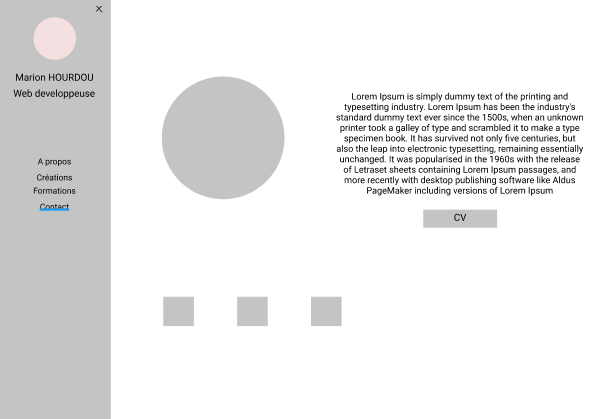 ×
Marion HOURDOU
Web developpeuse
A propos
Créations
Formations
Contact
Lorem Ipsum is simply dummy text of the printing and
typesetting industry. Lorem Ipsum has been the industry's
standard dummy text ever since the 1500s, when an unknown
printer took a galley of type and scrambled it to make a type
specimen book. It has survived not only five centuries, but
also the leap into electronic typesetting, remaining essentially
unchanged. It was popularised in the 1960s with the release
of Letraset sheets containing Lorem Ipsum passages, and
more recently with desktop publishing software like Aldus
PageMaker including versions of Lorem Ipsum
CV